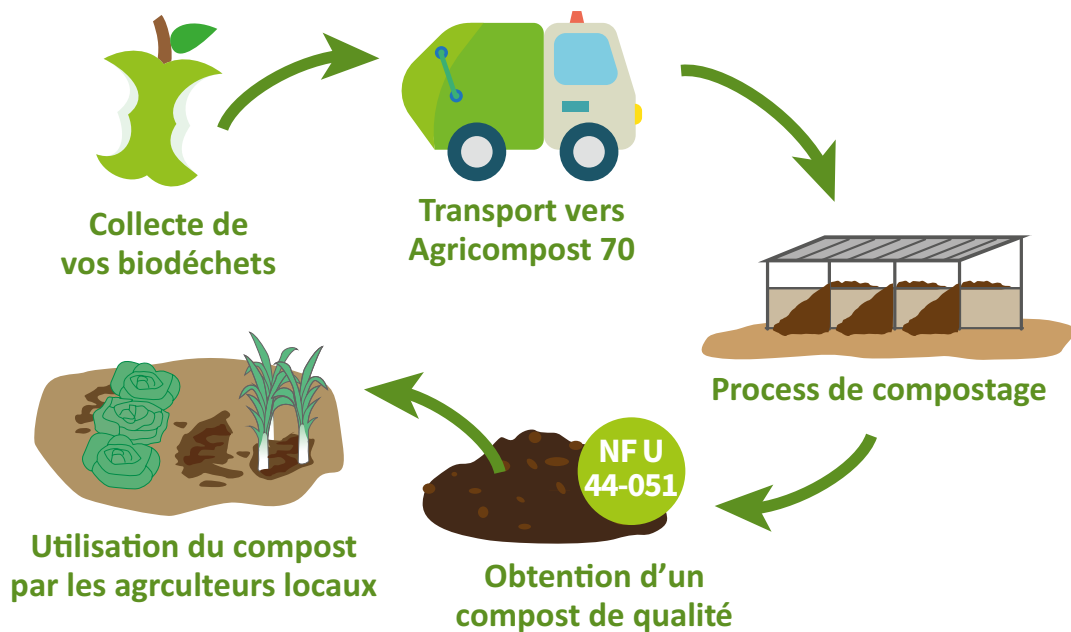 Collecte de
vos biodéchets
Transport vers
Agricompost 70
Process de compostage
NF U
44-051
Obtention d’un
compost de qualité
Utilisation du compost
par les agrculteurs locaux